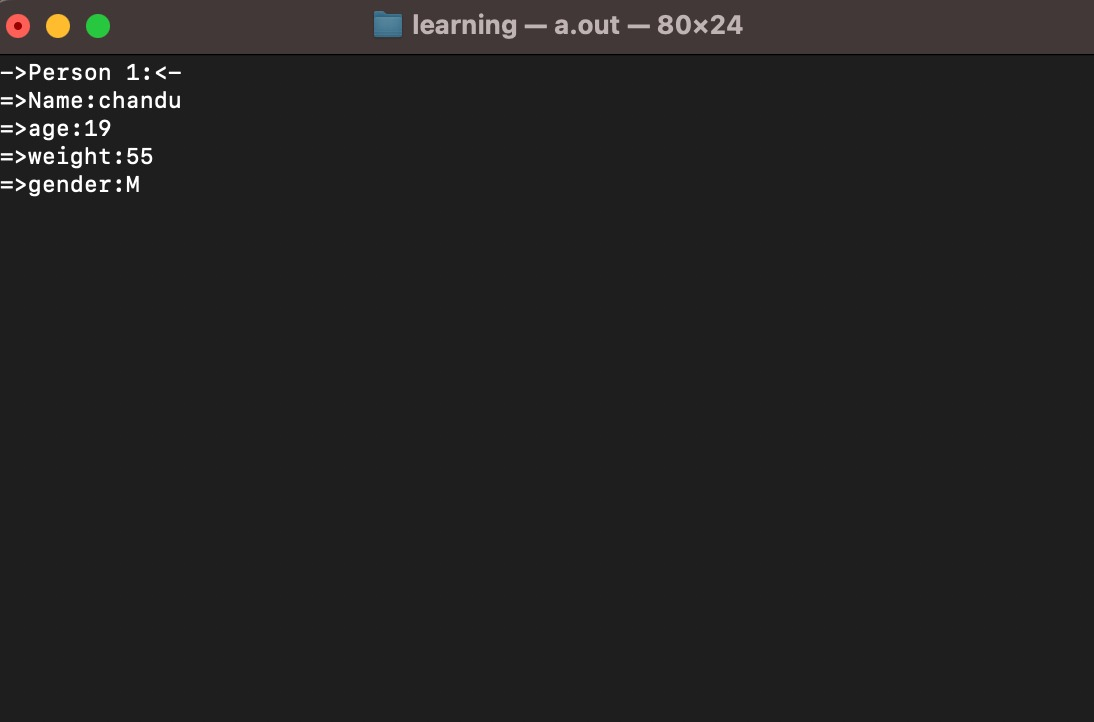 learning — a.out — 80×24
->Person 1:<-
=>Name:chandu
=>age:19
=>weight:55
=>gender:M